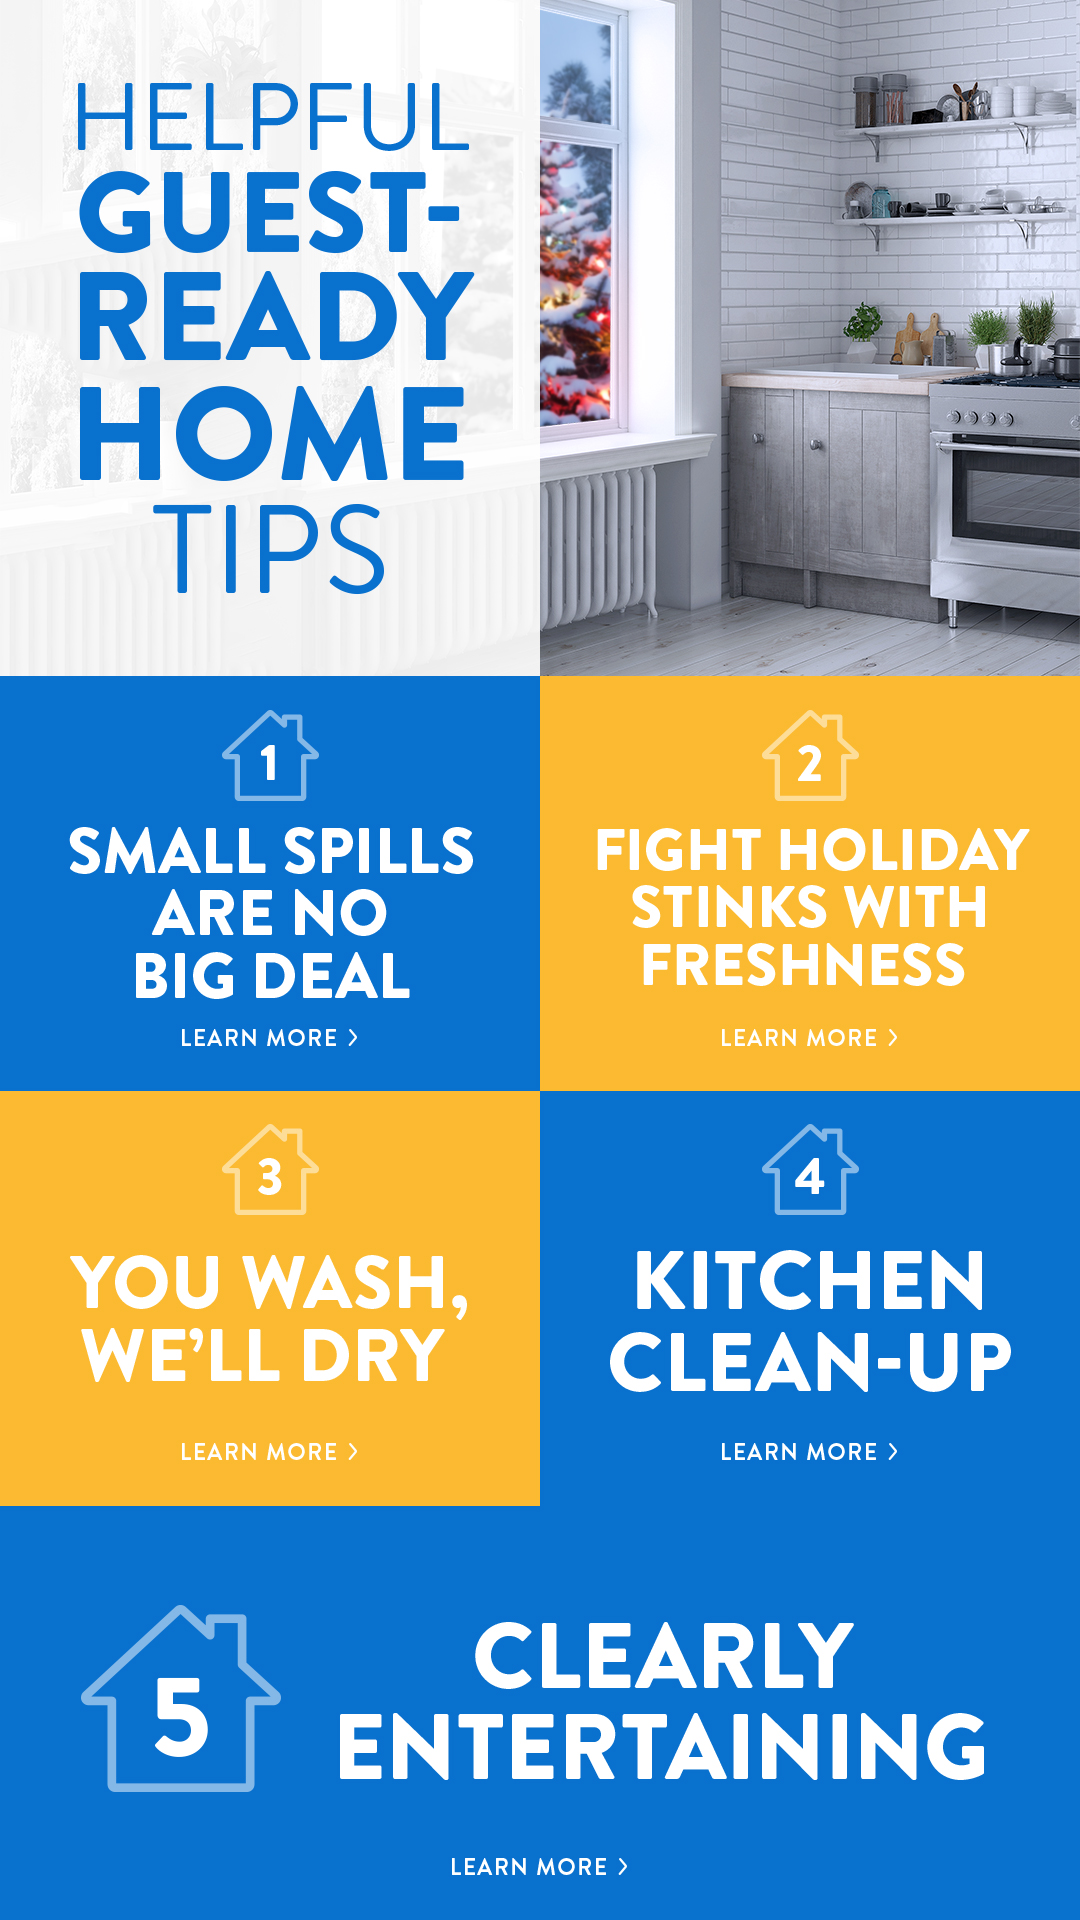 HELPFUL
GUEST-
READY
HOME
TIPS
1
SMALL SPILLS
ARE NO
BIG DEAL
LEARN MORE >
2
FIGHT HOLIDAY
STINKS WITH
FRESHNESS
LEARN MORE >
3
YOU WASH,
WE’LL DRY
LEARN MORE >
4
KITCHEN
CLEAN-UP
LEARN MORE >
5
CLEARLY
ENTERTAINING
LEARN MORE >